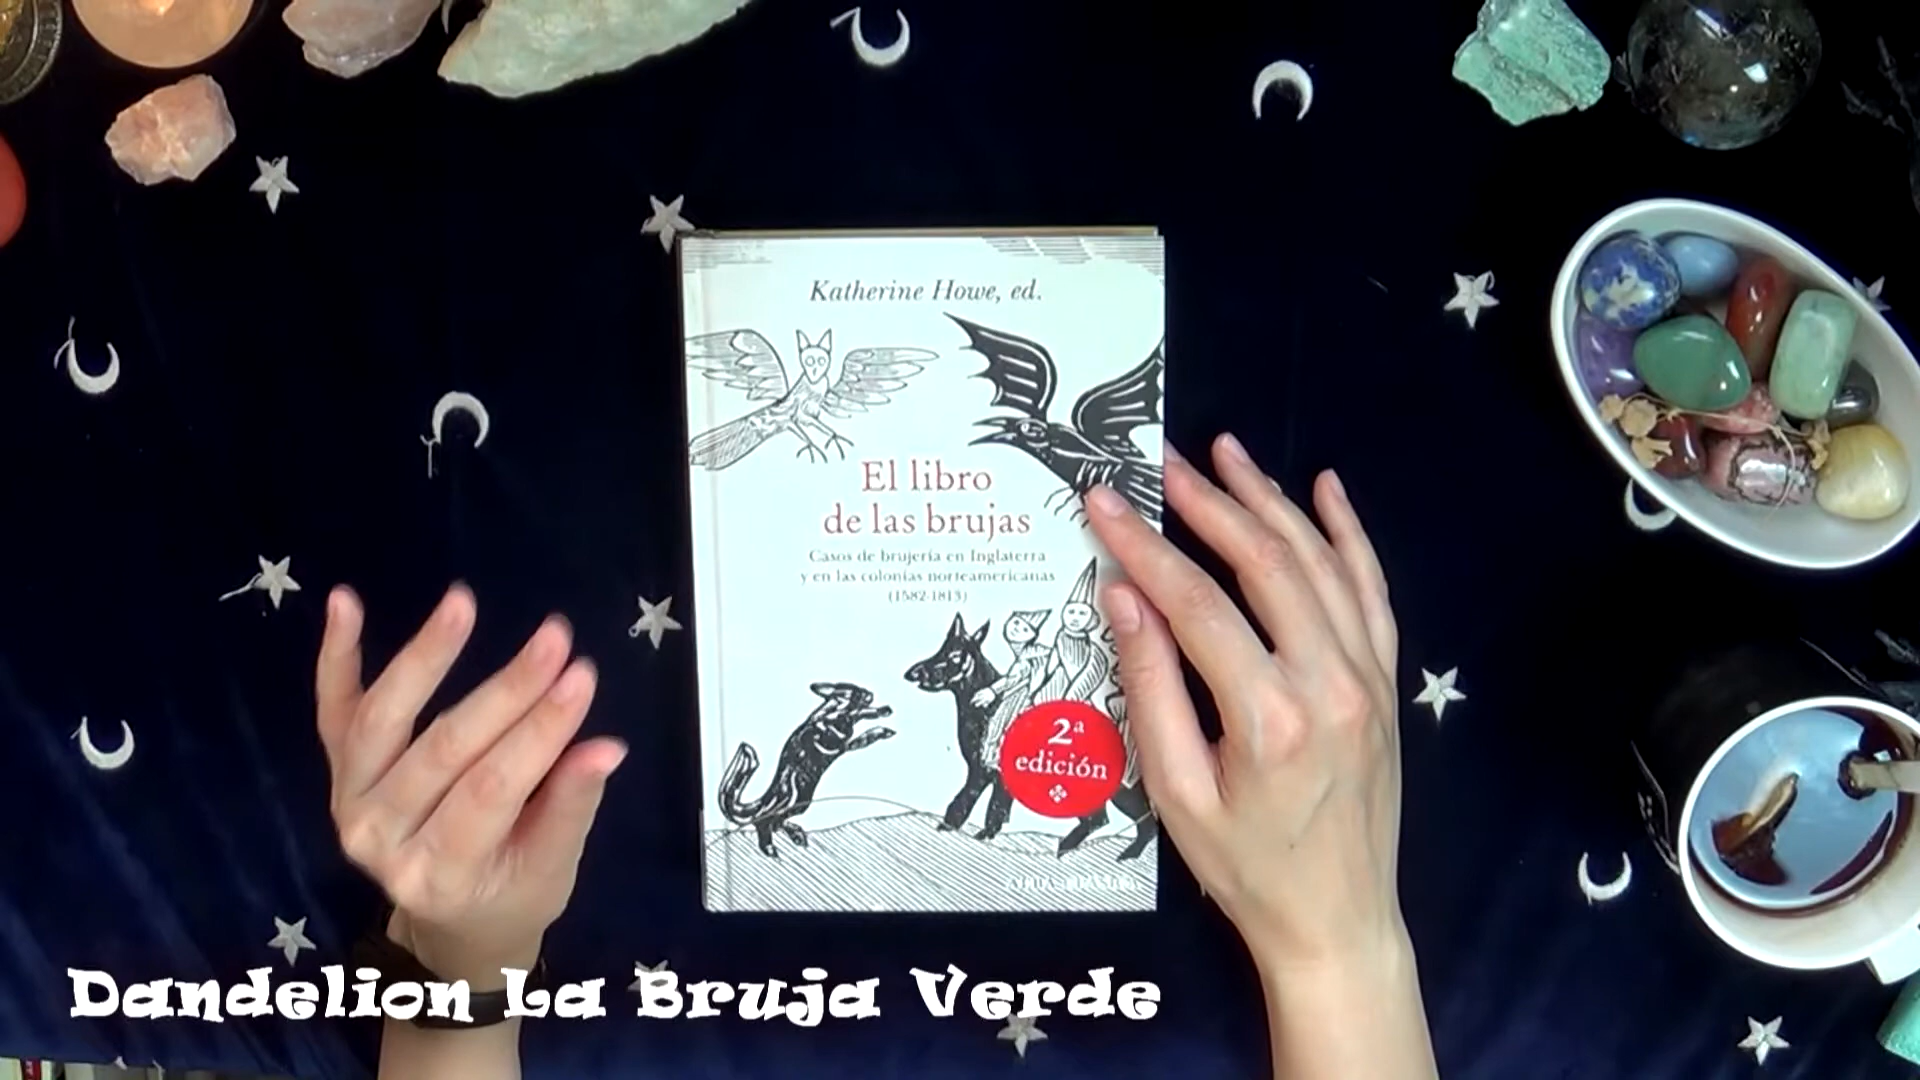 Katherine Howe, ed.
El libro
de las brujas
Casos de brujería en Inglaterra
y en las colonias norteamericanas
(1582-1813)
2ª
edición
Dandelion La Bruja Verde